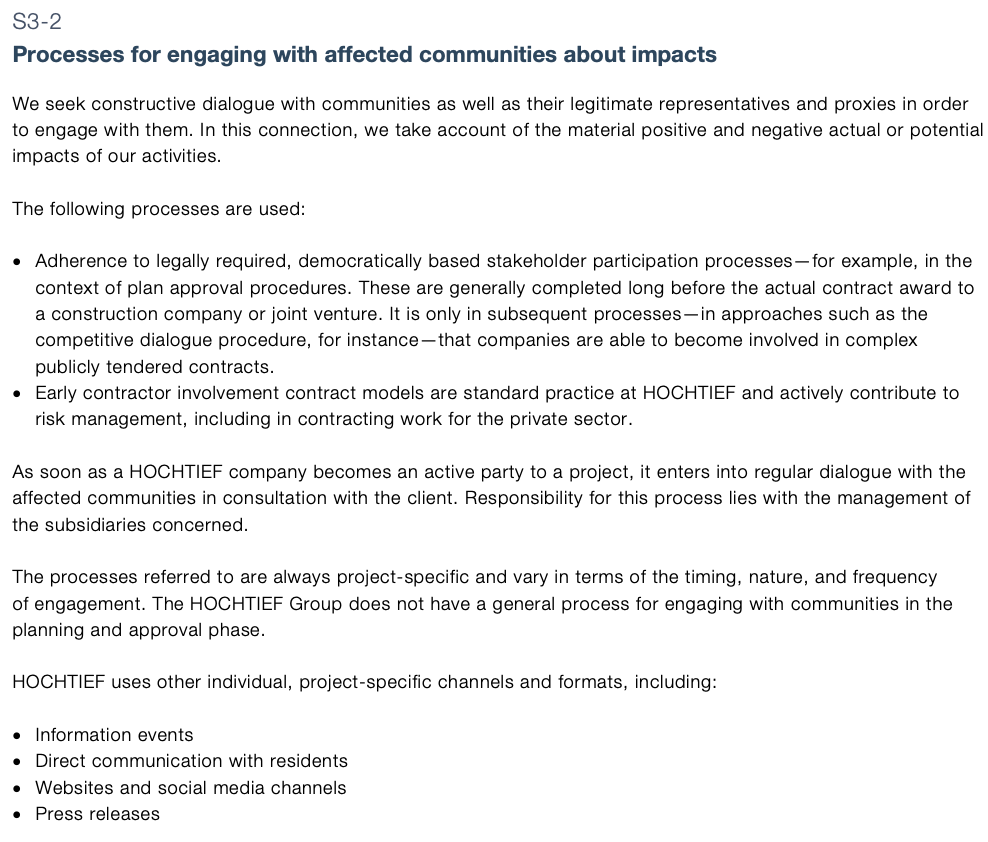 S3-2
Processes for engaging with affected communities about impacts
We seek constructive dialogue with communities as well as their legitimate representatives and proxies in order
to engage with them. In this connection, we take account of the material positive and negative actual or potential
impacts of our activities.
The following processes are used:
• Adherence to legally required, democratically based stakeholder participation processes—for example, in the
context of plan approval procedures. These are generally completed long before the actual contract award to
a construction company or joint venture. It is only in subsequent processes—in approaches such as the
competitive dialogue procedure, for instance—that companies are able to become involved in complex
publicly tendered contracts.
• Early contractor involvement contract models are standard practice at HOCHTIEF and actively contribute to
risk management, including in contracting work for the private sector.
As soon as a HOCHTIEF company becomes an active party to a project, it enters into regular dialogue with the
affected communities in consultation with the client. Responsibility for this process lies with the management of
the subsidiaries concerned.
The processes referred to are always project-specific and vary in terms of the timing, nature, and frequency
of engagement. The HOCHTIEF Group does not have a general process for engaging with communities in the
planning and approval phase.
HOCHTIEF uses other individual, project-specific channels and formats, including:
• Information events
• Direct communication with residents
• Websites and social media channels
• Press releases